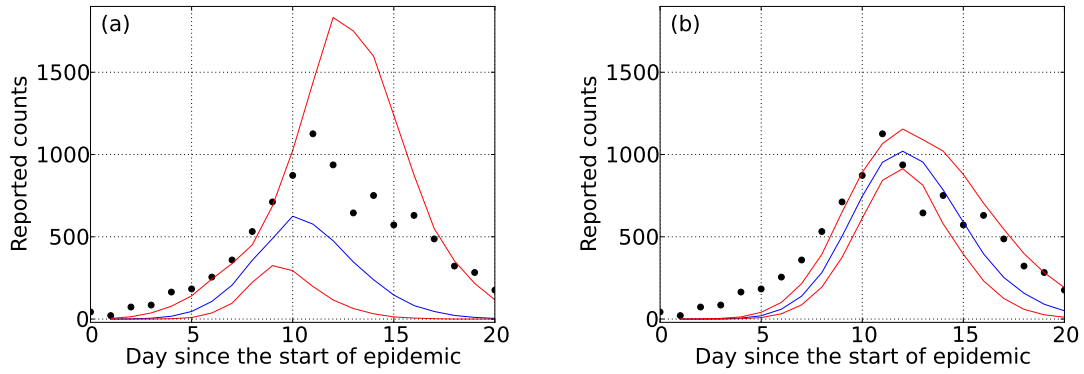 (a)
Reported counts
1500
1000
500
0
0 5 10 15 20
Day since the start of epidemic
(b)
Reported counts
1500
1000
500
0
0 5 10 15 20
Day since the start of epidemic